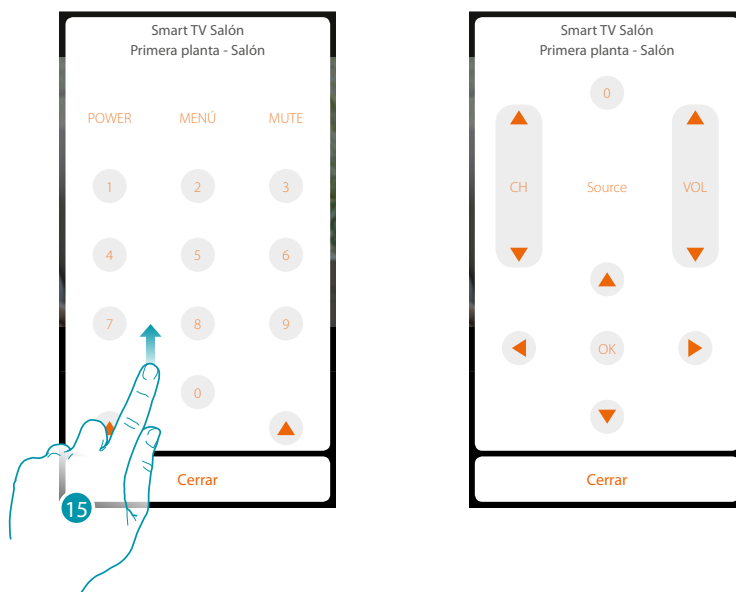 Smart TV Salón
Primera planta - Salón
POWER MENÚ MUTE
1 2 3
4 5 6
7 8 9
0
Cerrar
15
Smart TV Salón
Primera planta - Salón
0
CH Source VOL
OK
Cerrar